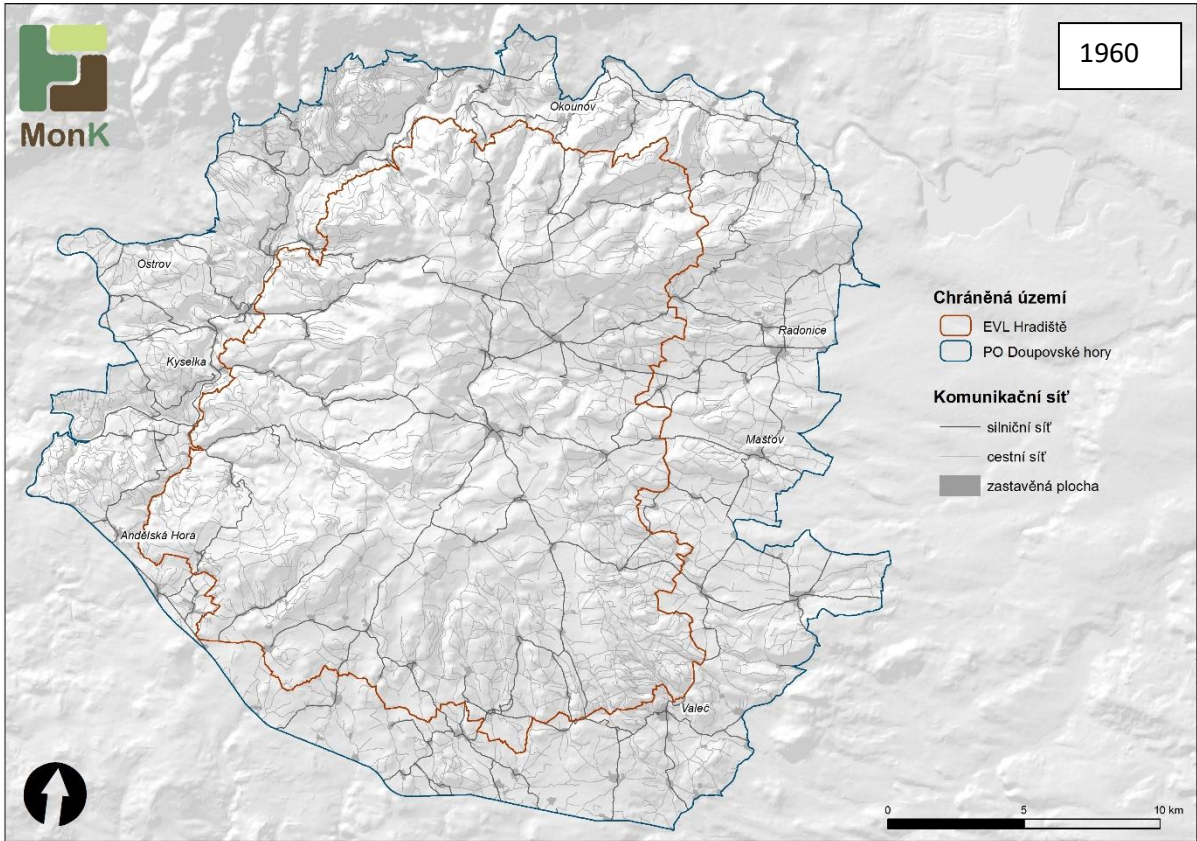 MonK
1960
Okounov
Ostrov
Kyselka
Radonice
Mašťov
Andělská Hora
Valeč
Chráněná území
EVL Hradiště
PO Doupovské hory
Komunikační síť
silniční síť
cestní síť
zastavěná plocha
0 5 10 km